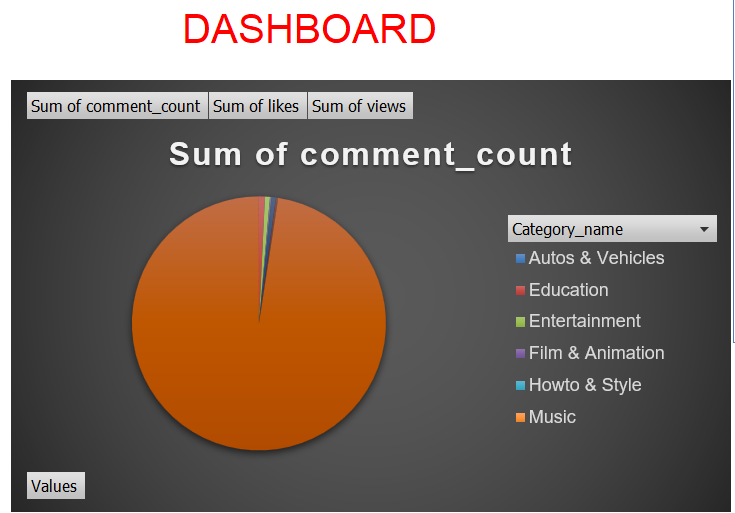 DASHBOARD
Sum of comment_count Sum of likes Sum of views
Sum of comment_count
Category_name
Autos & Vehicles
Education
Entertainment
Film & Animation
Howto & Style
Music
Values